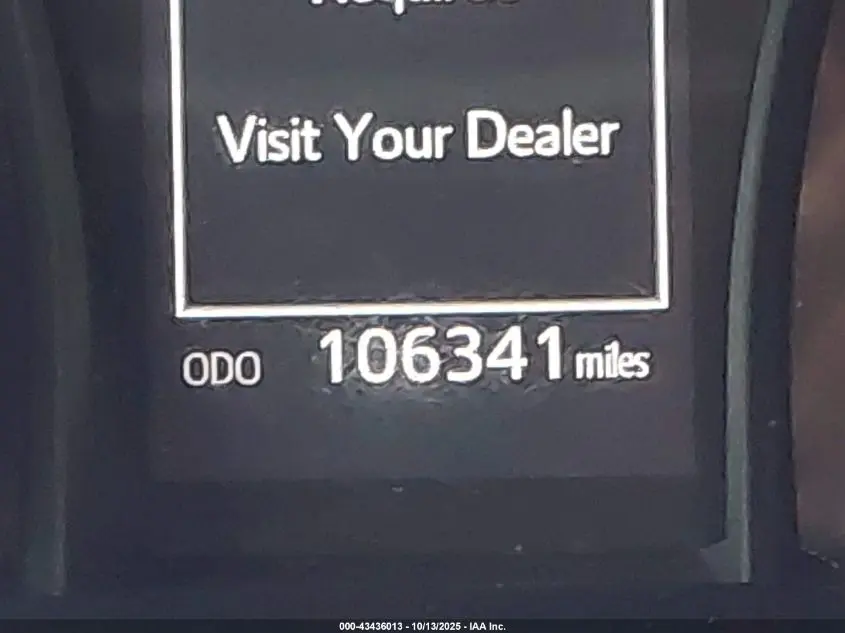 Visit Your Dealer
ODO 106341 miles
000-43436013 - 10/13/2025 - IAA Inc.